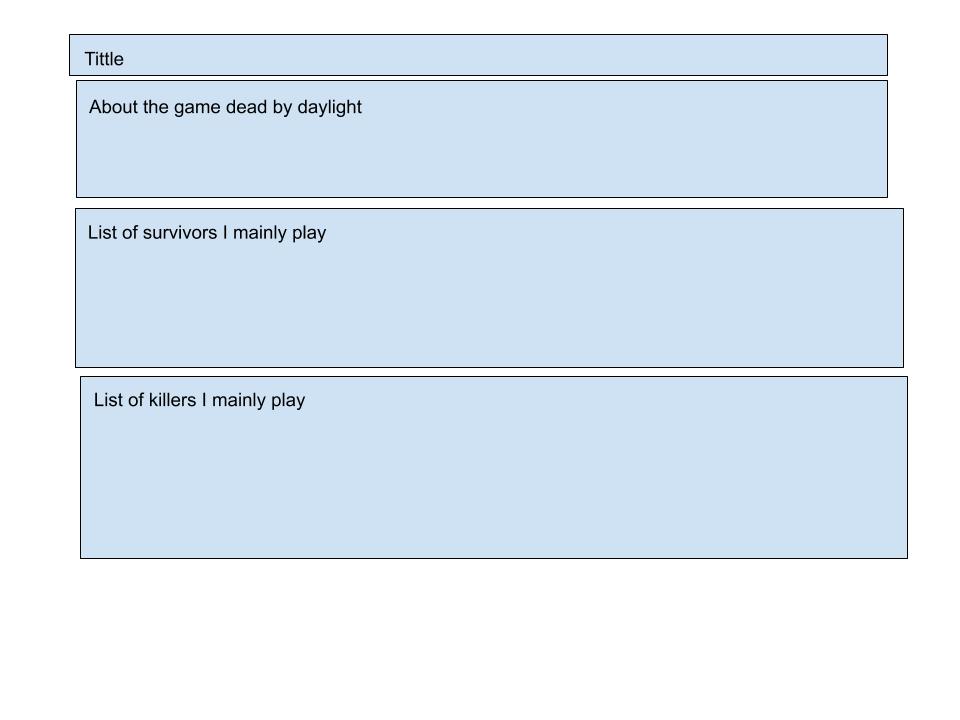 Tittle
About the game dead by daylight
List of survivors I mainly play
List of killers I mainly play